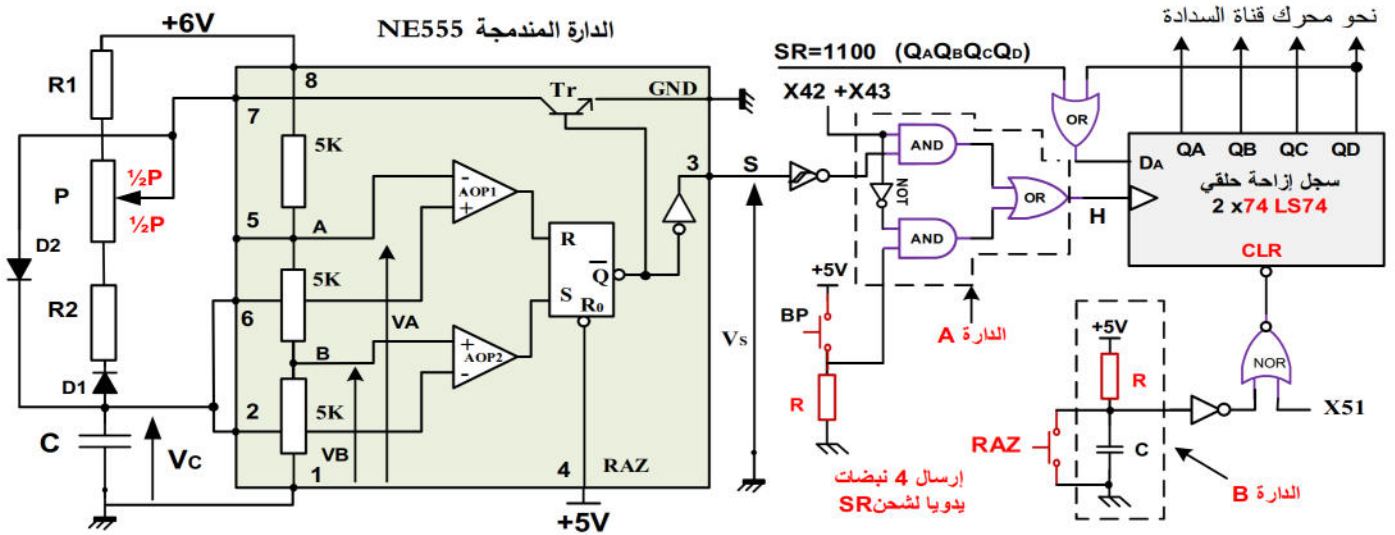 +6V
الدارة المندمجة NE555
R1
P
½P
½P
D2
R2
D1
C
VC
8
7
5
6
2
1
4
3
Tr
GND
5K
5K
5K
A
B
AOP1
AOP2
-
+
+
-
VA
VB
R
S
Q
R0
RAZ
+5V
S
VS
نحو محرك قناة السدادة
SR=1100 (QAQBQCQD)
X42 +X43
AND
NOT
AND
OR
OR
H
DA
QA QB QC QD
سجل إزاحة حلقي
2 x74 LS74
CLR
+5V
BP
R
الدارة A
إرسال 4 نبضات
يدويا لشحنSR
+5V
R
RAZ
C
NOR
X51
الدارة B